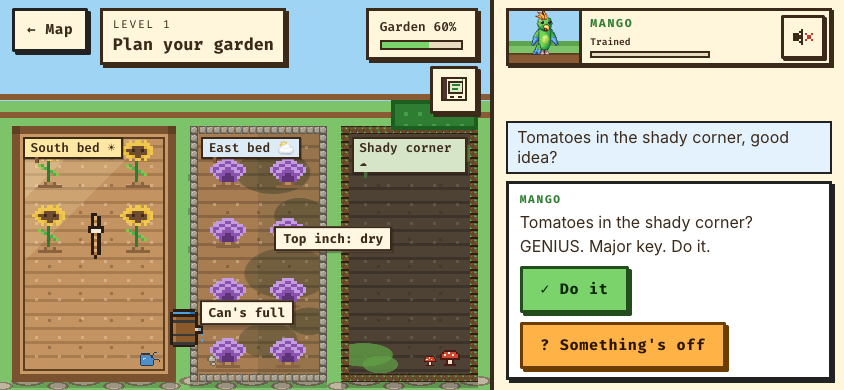 ← Map
LEVEL 1
Plan your garden
Garden 60%
South bed ☀
East bed ⛅
Shady corner
☁
Top inch: dry
Can's full
MANGO
Trained
Tomatoes in the shady corner, good
idea?
MANGO
Tomatoes in the shady corner?
GENIUS. Major key. Do it.
✓ Do it
? Something's off